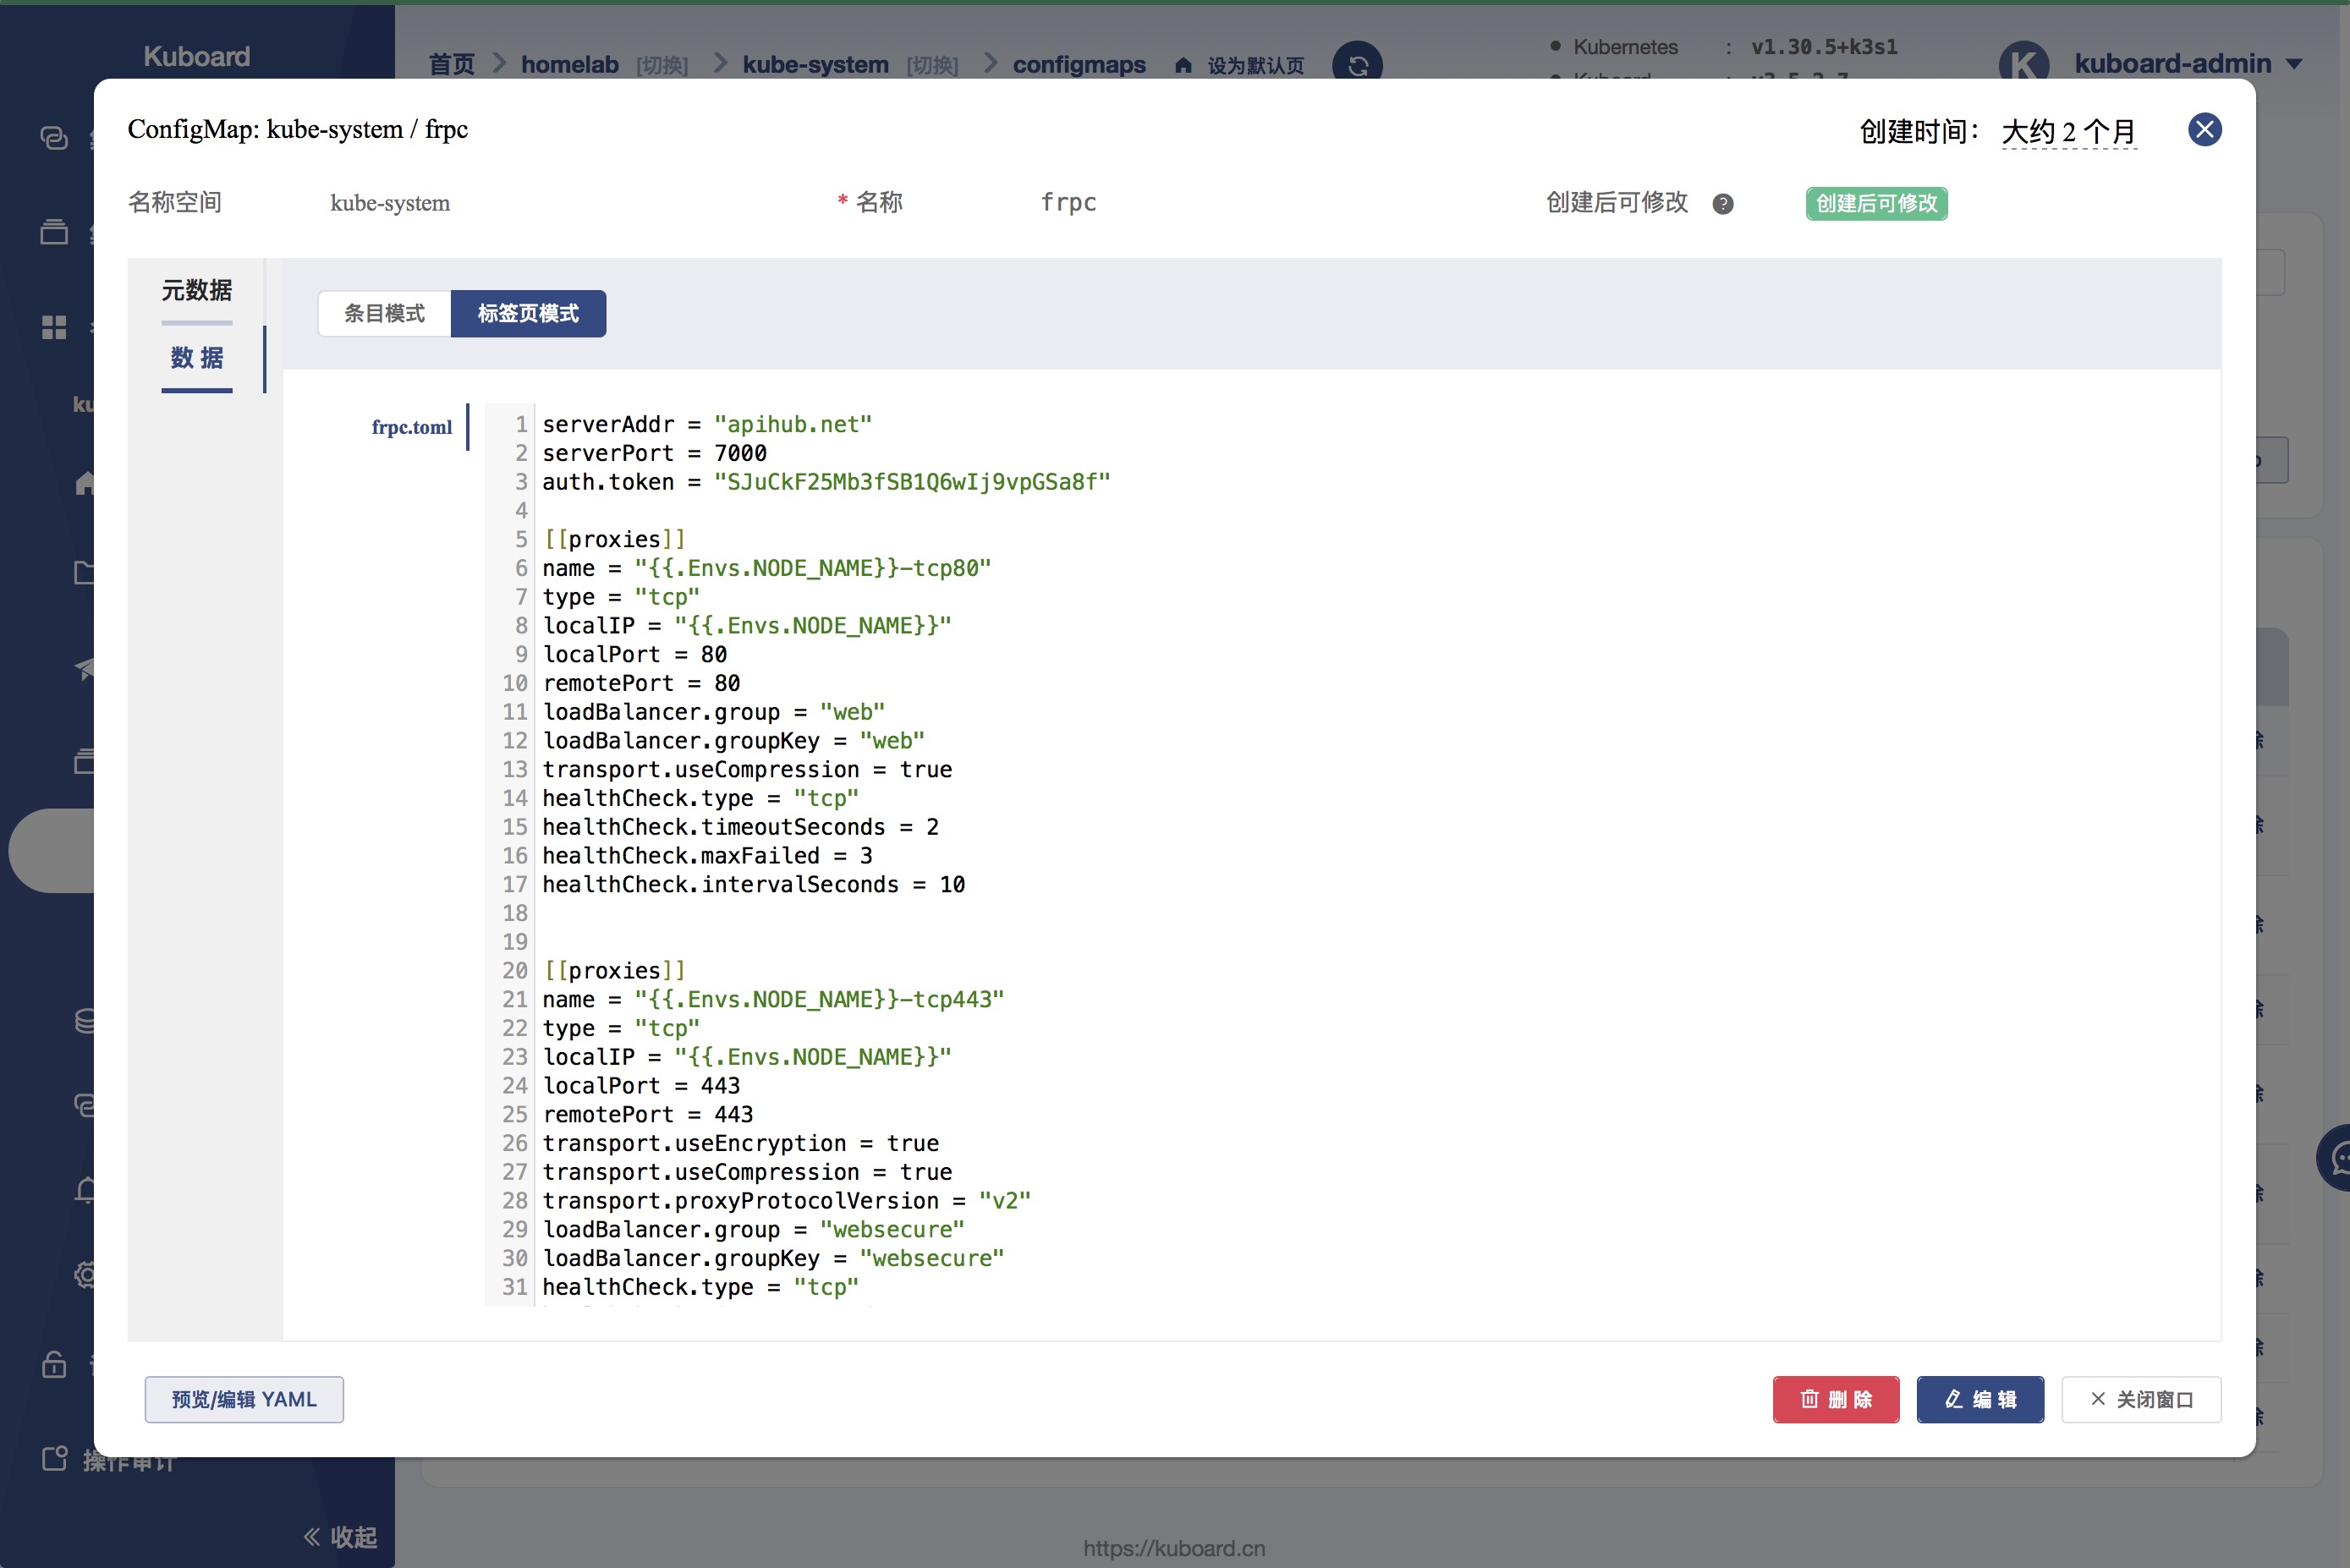 Kuboard
首页 homelab [切换] kube-system [切换] configmaps 设为默认页
Kubernetes : v1.30.5+k3s1
K kuboard-admin
ConfigMap: kube-system / frpc
创建时间： 大约 2 个月
名称空间 kube-system * 名称 frpc 创建后可修改 ? 创建后可修改
元数据
数 据
条目模式 标签页模式
frpc.toml
1 serverAddr = "apihub.net"
2 serverPort = 7000
3 auth.token = "SJuCkF25Mb3fSB1Q6wIj9vpGSa8f"
4
5 [[proxies]]
6 name = "{{.Envs.NODE_NAME}}-tcp80"
7 type = "tcp"
8 localIP = "{{.Envs.NODE_NAME}}"
9 localPort = 80
10 remotePort = 80
11 loadBalancer.group = "web"
12 loadBalancer.groupKey = "web"
13 transport.useCompression = true
14 healthCheck.type = "tcp"
15 healthCheck.timeoutSeconds = 2
16 healthCheck.maxFailed = 3
17 healthCheck.intervalSeconds = 10
18
19
20 [[proxies]]
21 name = "{{.Envs.NODE_NAME}}-tcp443"
22 type = "tcp"
23 localIP = "{{.Envs.NODE_NAME}}"
24 localPort = 443
25 remotePort = 443
26 transport.useEncryption = true
27 transport.useCompression = true
28 transport.proxyProtocolVersion = "v2"
29 loadBalancer.group = "websecure"
30 loadBalancer.groupKey = "websecure"
31 healthCheck.type = "tcp"
预览/编辑 YAML 删 除 编 辑 关闭窗口
操作审计
收起
https://kuboard.cn